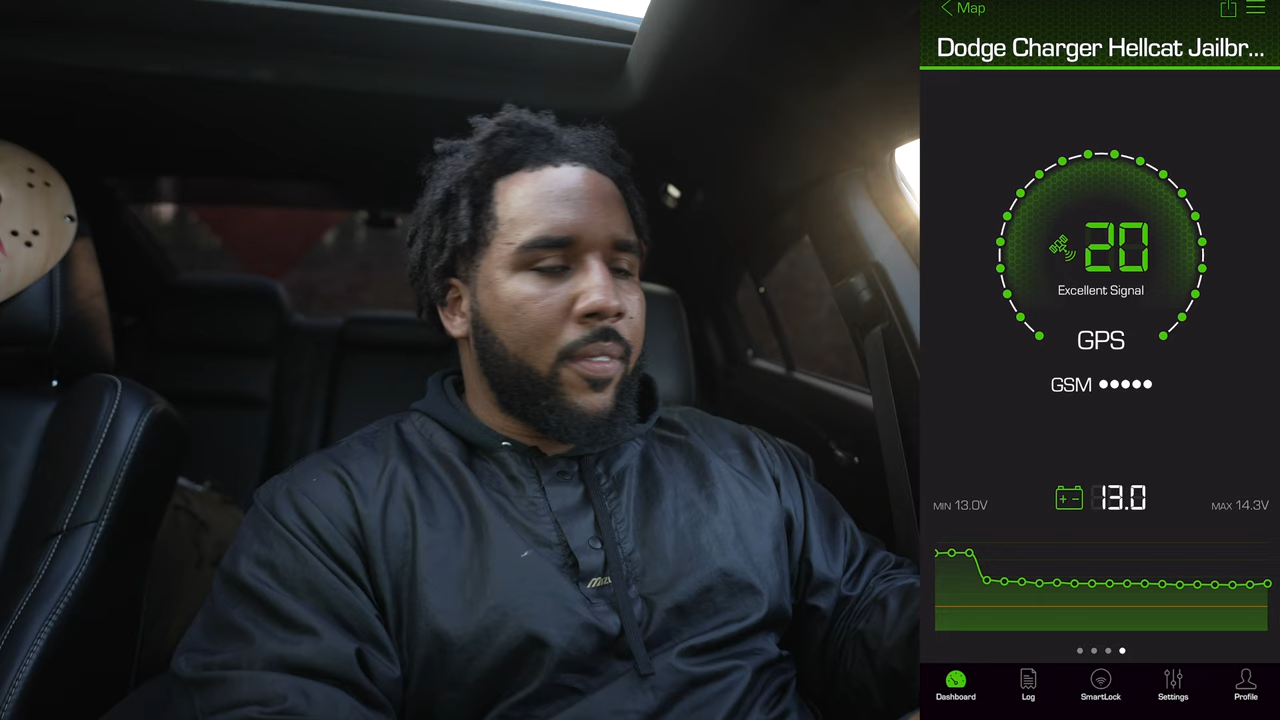 Map
Dodge Charger Hellcat Jailbr...
20
Excellent Signal
GPS
GSM
MIN 13.0V
13.0
MAX 14.3V
Dashboard
Log
SmartLock
Settings
Profile